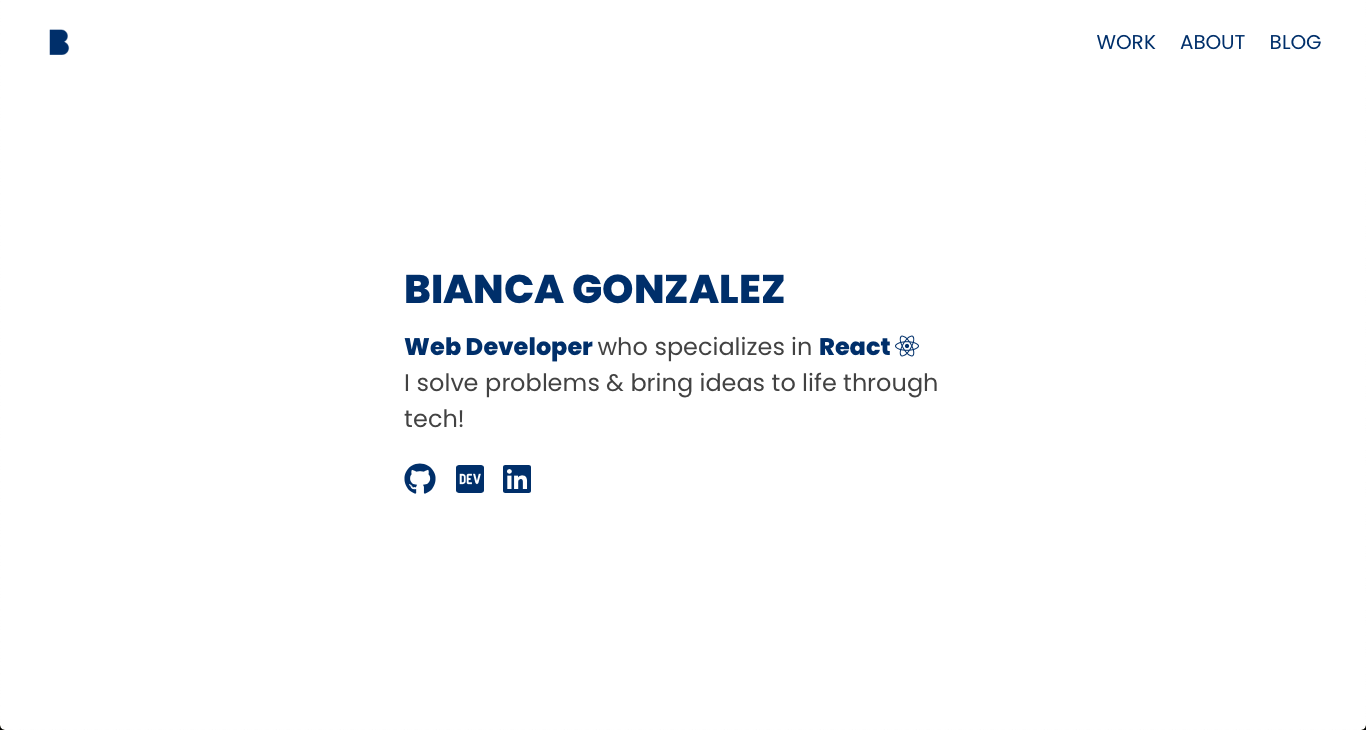 B
WORK ABOUT BLOG
BIANCA GONZALEZ
Web Developer who specializes in React
I solve problems & bring ideas to life through
tech!
DEV in